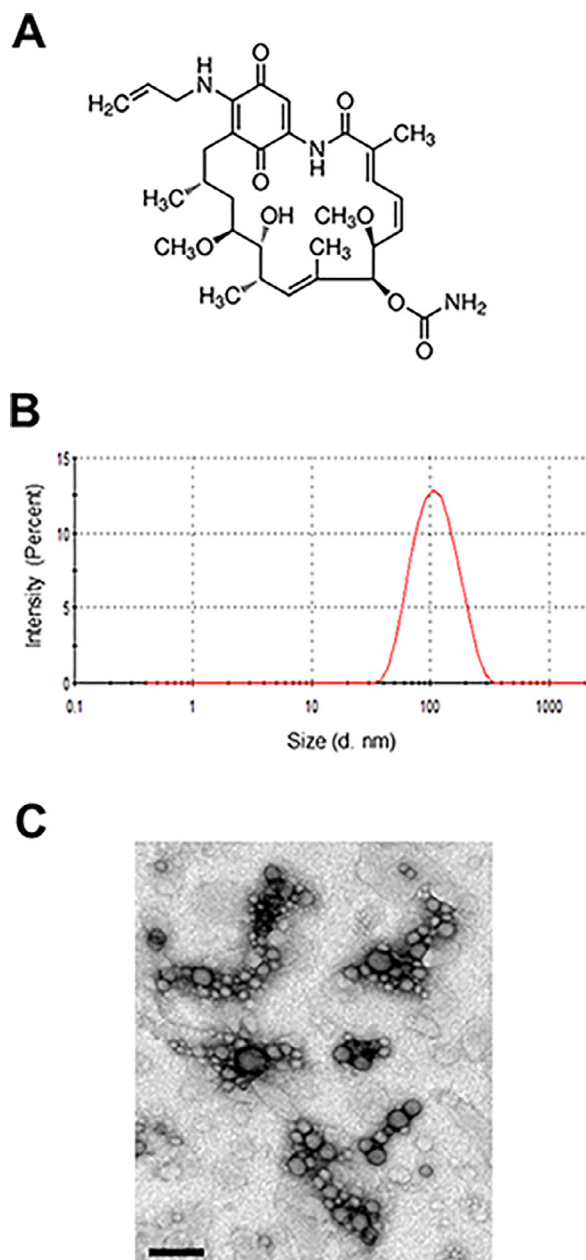 A
H
N
O
O
H₂C
CH₃
N
H
O
H₃C
OH
CH₃O
CH₃O
CH₃
H₃C
O
NH₂
O
B
15
10
5
0
Intensity (Percent)
0.1 1 10 100 1000
Size (d. nm)
C